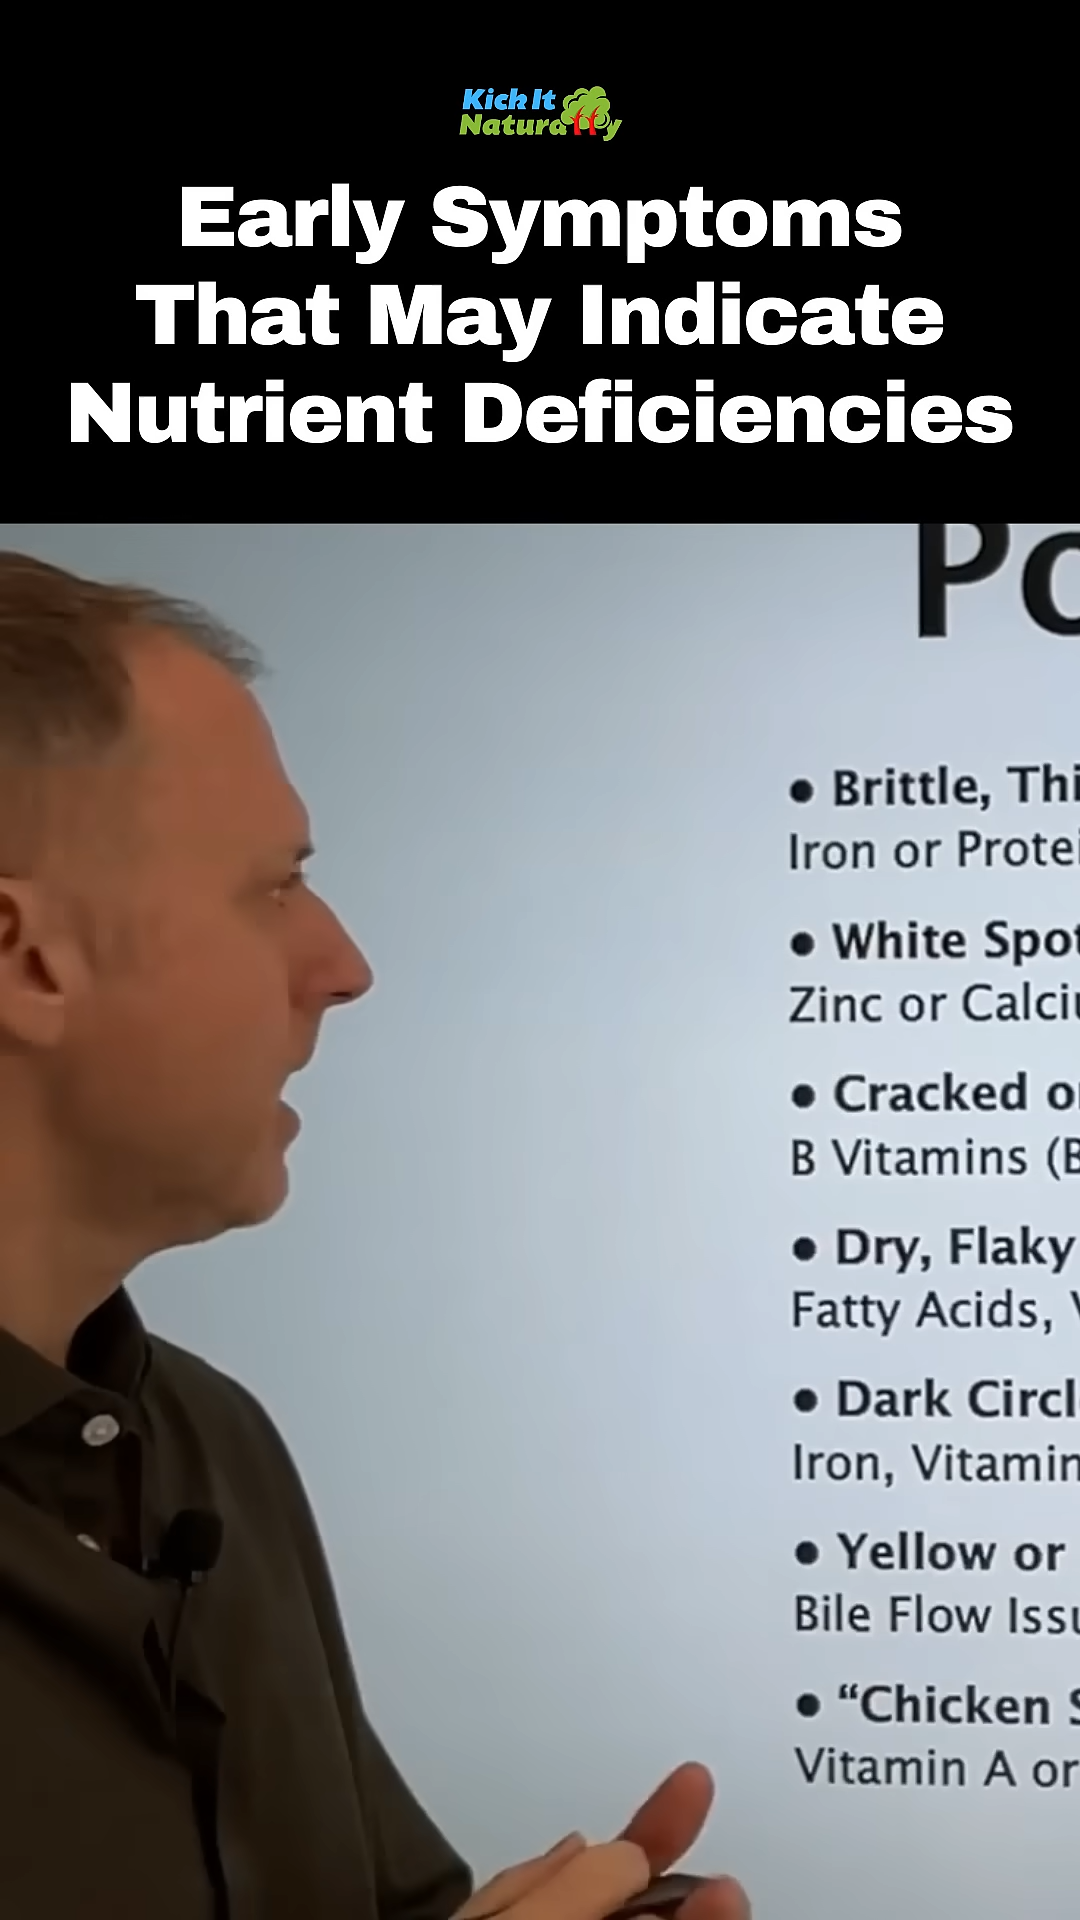 Kick It
Naturally
Early Symptoms
That May Indicate
Nutrient Deficiencies
Po
• Brittle, Thi
Iron or Protei
• White Spot
Zinc or Calciu
• Cracked o
B Vitamins (B
• Dry, Flaky
Fatty Acids, V
• Dark Circl
Iron, Vitamin
• Yellow or
Bile Flow Issu
• “Chicken S
Vitamin A or